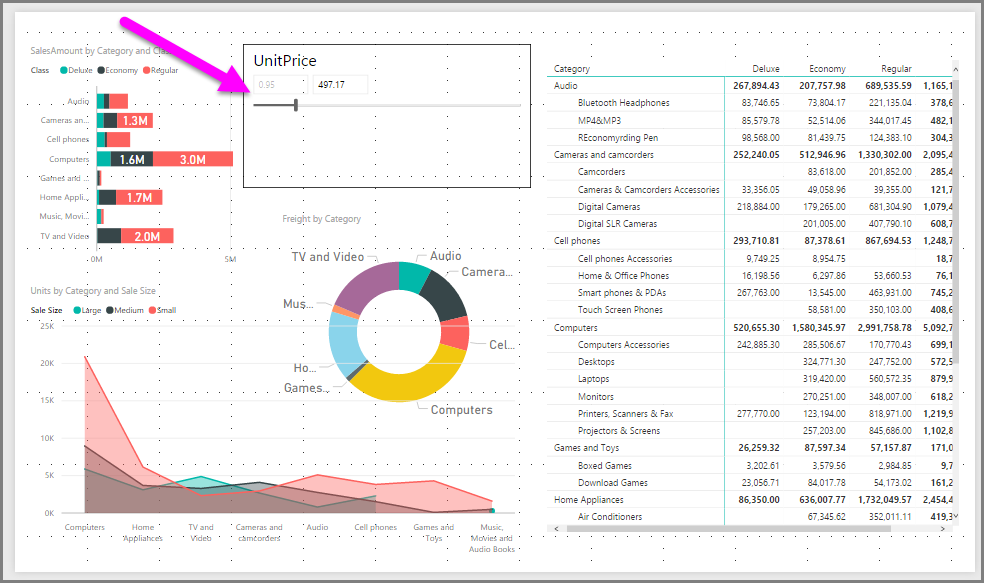 SalesAmount by Category and Clas
Class Deluxe Economy Regular
Audio
Cameras an...
1.3M
Cell phones
Computers
1.6M 3.0M
Games and ...
Home Appli...
1.7M
Music, Movi...
TV and Video
2.0M
0M 5M
UnitPrice
0.95 497.17
Freight by Category
TV and Video
Audio
Camera...
Mus...
Cel...
Ho...
Games...
Computers
Units by Category and Sale Size
Sale Size Large Medium Small
25K
20K
15K
10K
5K
0K
Computers Home TV and Cameras and Audio Cell phones Games and Music,
Appliances Video camcorders Toys Movies and
Audio Books
Category Deluxe Economy Regular
Audio 267,894.43 207,757.98 689,535.59 1,165,1
Bluetooth Headphones 83,746.65 73,804.17 221,135.04 378,6
MP4&MP3 85,579.78 52,514.06 344,017.45 482,1
REconomyrding Pen 98,568.00 81,439.75 124,383.10 304,3
Cameras and camcorders 252,240.05 512,946.96 1,330,302.00 2,095,4
Camcorders 83,618.00 201,852.00 285,4
Cameras & Camcorders Accessories 33,356.05 49,058.96 39,355.00 121,7
Digital Cameras 218,884.00 179,265.00 681,304.90 1,079,4
Digital SLR Cameras 201,005.00 407,790.10 608,7
Cell phones 293,710.81 87,378.61 867,694.53 1,248,7
Cell phones Accessories 9,749.25 8,954.75 18,7
Home & Office Phones 16,198.56 6,297.86 53,660.53 76,1
Smart phones & PDAs 267,763.00 13,545.00 463,931.00 745,2
Touch Screen Phones 58,581.00 350,103.00 408,6
Computers 520,655.30 1,580,345.97 2,991,758.78 5,092,7
Computers Accessories 242,885.30 285,506.67 170,770.43 699,1
Desktops 324,771.30 247,752.00 572,5
Laptops 319,420.00 560,572.35 879,9
Monitors 270,251.00 348,007.00 618,2
Printers, Scanners & Fax 277,770.00 123,194.00 818,971.00 1,219,9
Projectors & Screens 257,203.00 845,686.00 1,102,8
Games and Toys 26,259.32 87,597.34 57,157.87 171,0
Boxed Games 3,202.61 3,579.56 2,984.85 9,7
Download Games 23,056.71 84,017.78 54,173.02 161,2
Home Appliances 86,350.00 636,007.77 1,732,049.57 2,454,4
Air Conditioners 67,345.62 352,011.11 419,3